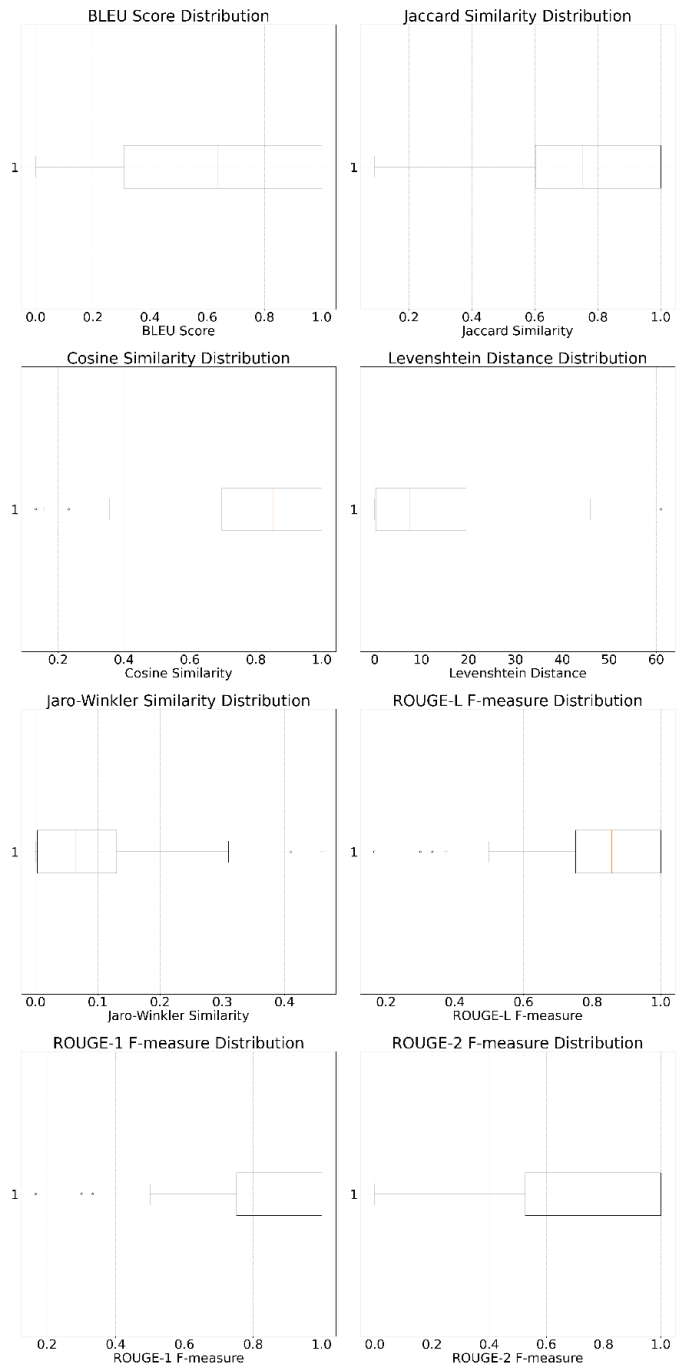 BLEU Score Distribution
1
0.0 0.2 0.4 0.6 0.8 1.0
BLEU Score
Jaccard Similarity Distribution
1
0.2 0.4 0.6 0.8 1.0
Jaccard Similarity
Cosine Similarity Distribution
1
0.2 0.4 0.6 0.8 1.0
Cosine Similarity
Levenshtein Distance Distribution
1
0 10 20 30 40 50 60
Levenshtein Distance
Jaro-Winkler Similarity Distribution
1
0.0 0.1 0.2 0.3 0.4
Jaro-Winkler Similarity
ROUGE-L F-measure Distribution
1
0.2 0.4 0.6 0.8 1.0
ROUGE-L F-measure
ROUGE-1 F-measure Distribution
1
0.2 0.4 0.6 0.8 1.0
ROUGE-1 F-measure
ROUGE-2 F-measure Distribution
1
0.0 0.2 0.4 0.6 0.8 1.0
ROUGE-2 F-measure